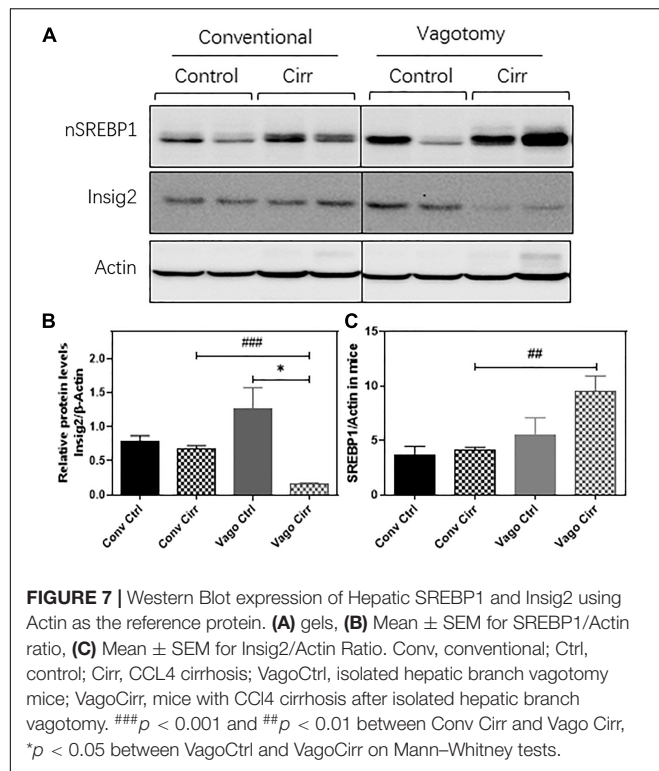 A
Conventional Vagotomy
Control Cirr Control Cirr
nSREBP1
Insig2
Actin
B
Relative protein levels
Insig2/β-Actin
2.0
1.5
1.0
0.5
0.0
###
*
Conv Ctrl Conv Cirr Vago Ctrl Vago Cirr
C
SREBP1/Actin in mice
15
10
5
0
##
Conv Ctrl Conv Cirr Vago Ctrl Vago Cirr
FIGURE 7 | Western Blot expression of Hepatic SREBP1 and Insig2 using
Actin as the reference protein. (A) gels, (B) Mean ± SEM for SREBP1/Actin
ratio, (C) Mean ± SEM for Insig2/Actin Ratio. Conv, conventional; Ctrl,
control; Cirr, CCL4 cirrhosis; VagoCtrl, isolated hepatic branch vagotomy
mice; VagoCirr, mice with CCl4 cirrhosis after isolated hepatic branch
vagotomy. ###p < 0.001 and ##p < 0.01 between Conv Cirr and Vago Cirr,
*p < 0.05 between VagoCtrl and VagoCirr on Mann–Whitney tests.